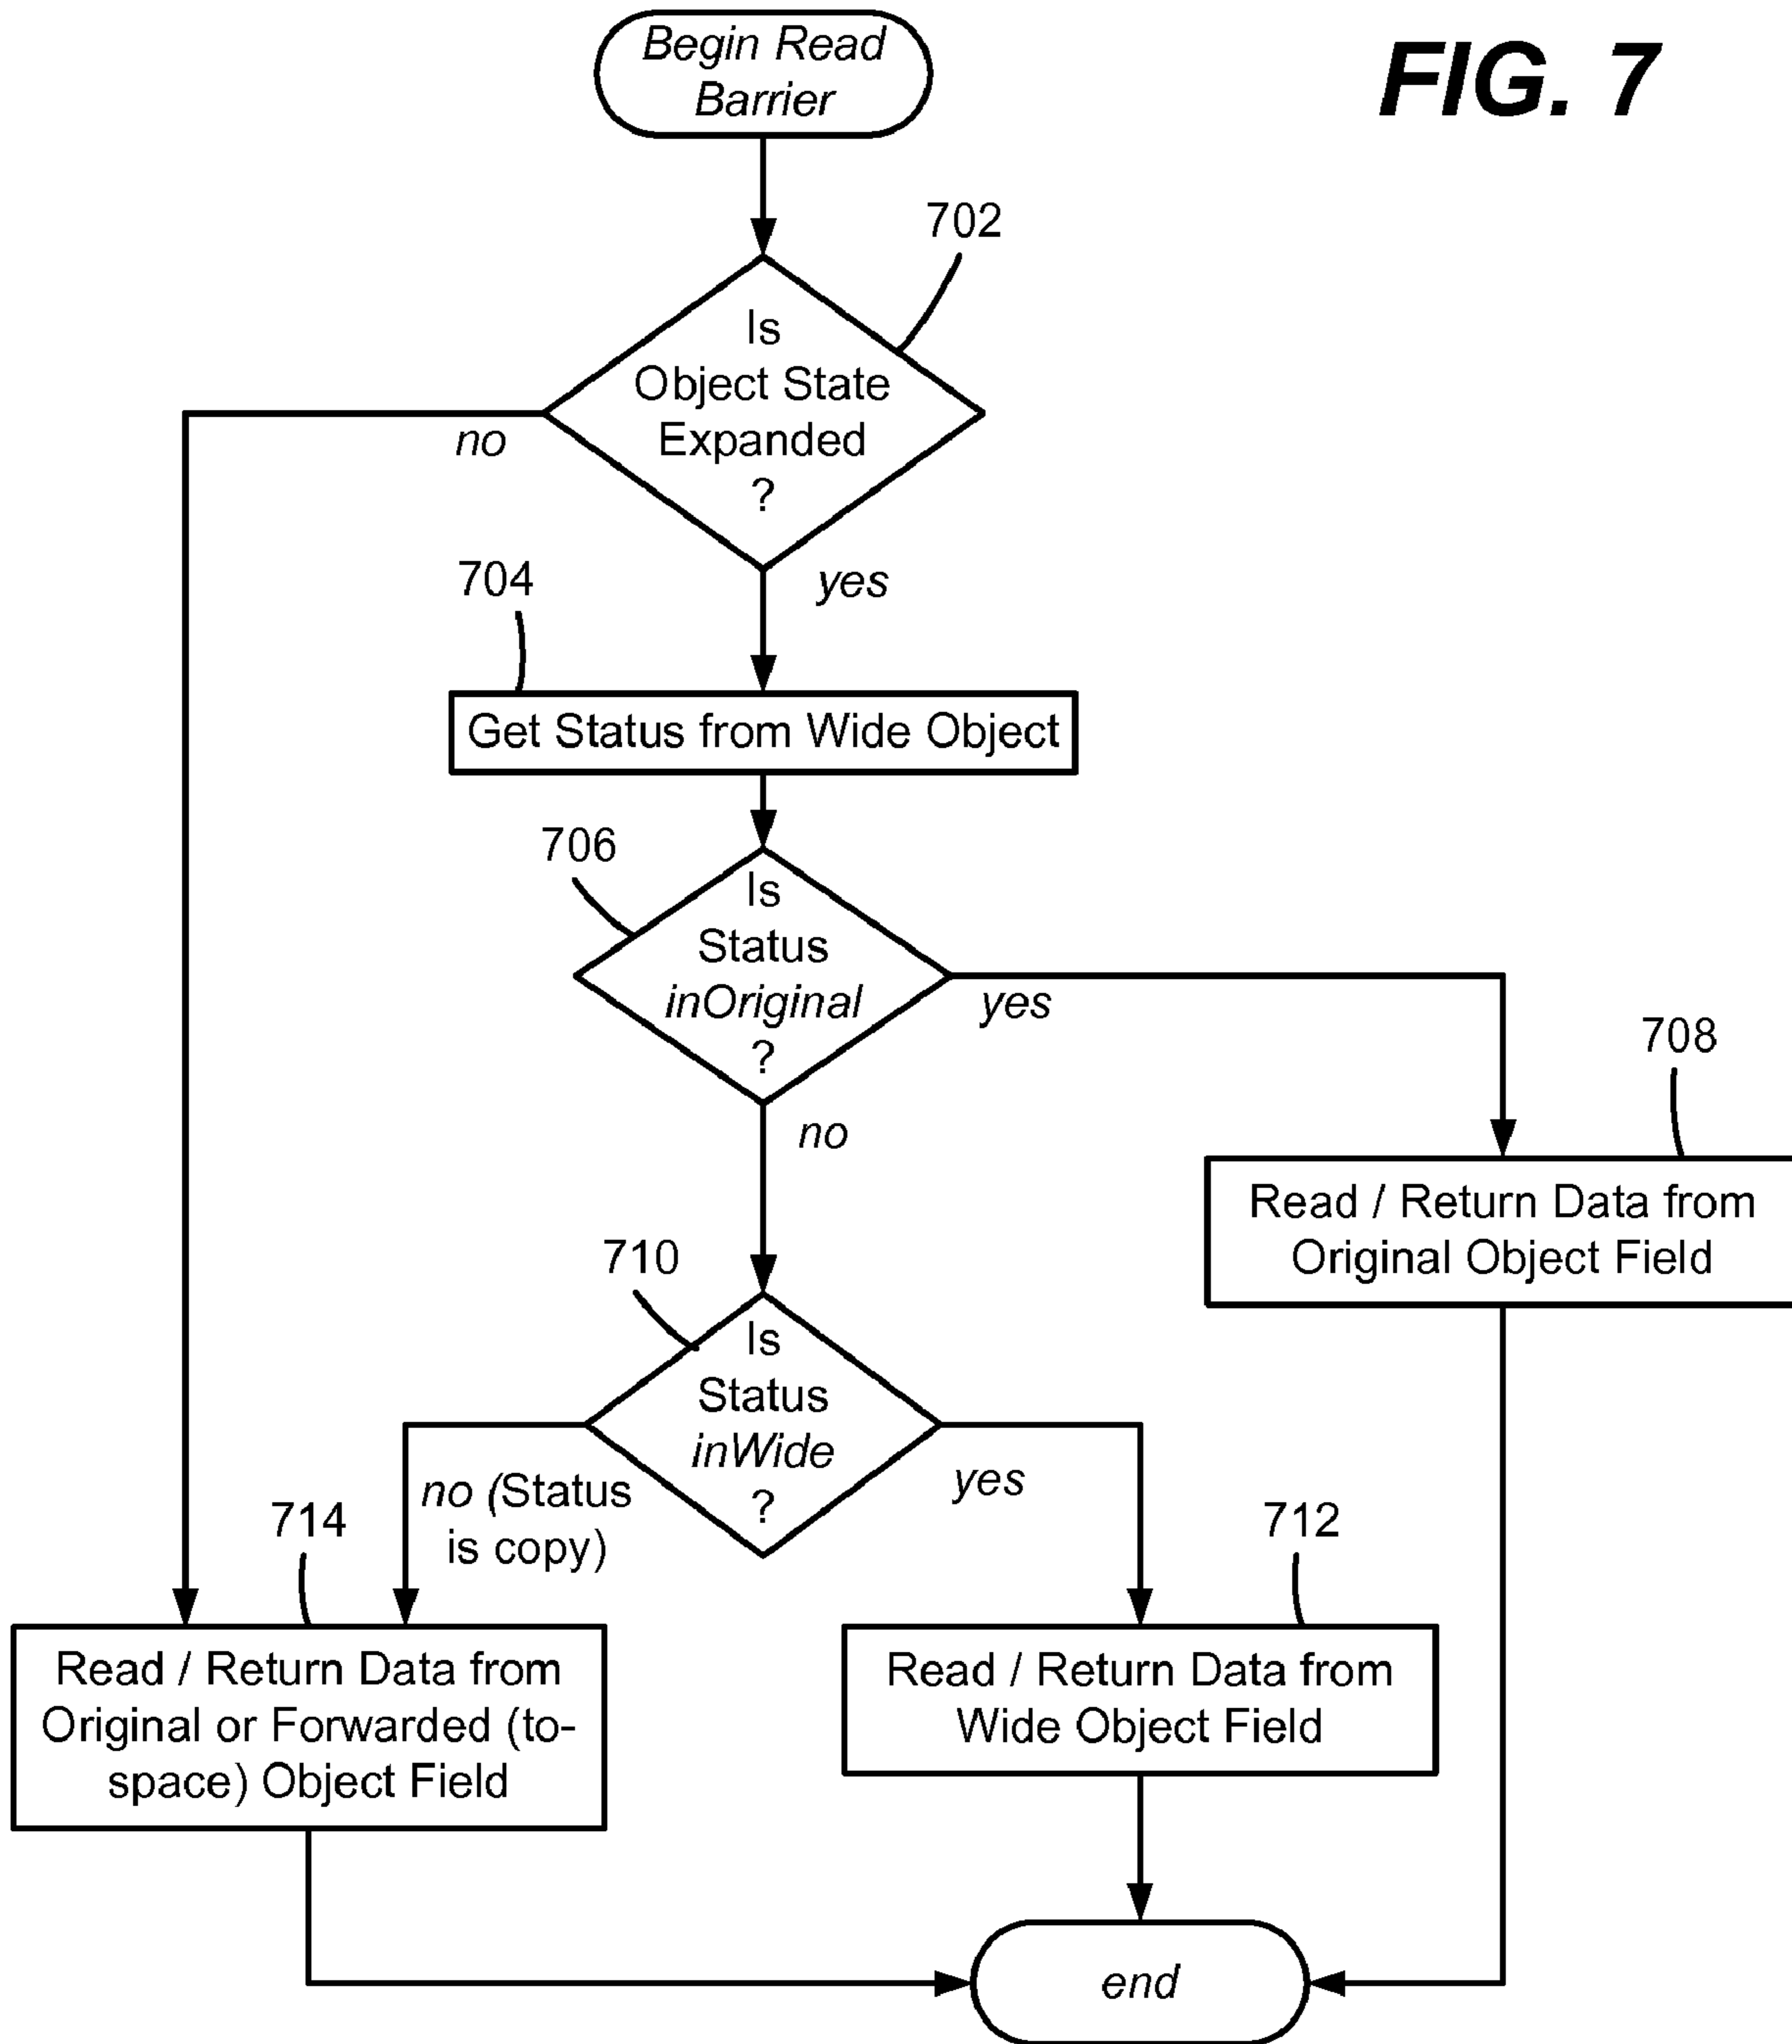 Begin Read
Barrier
FIG. 7
702
Is
Object State
Expanded
?
no
yes
704
Get Status from Wide Object
706
Is
Status
inOriginal
?
yes
no
708
Read / Return Data from
Original Object Field
710
Is
Status
inWide
?
no (Status
is copy)
yes
714
712
Read / Return Data from
Original or Forwarded (to-
space) Object Field
Read / Return Data from
Wide Object Field
end